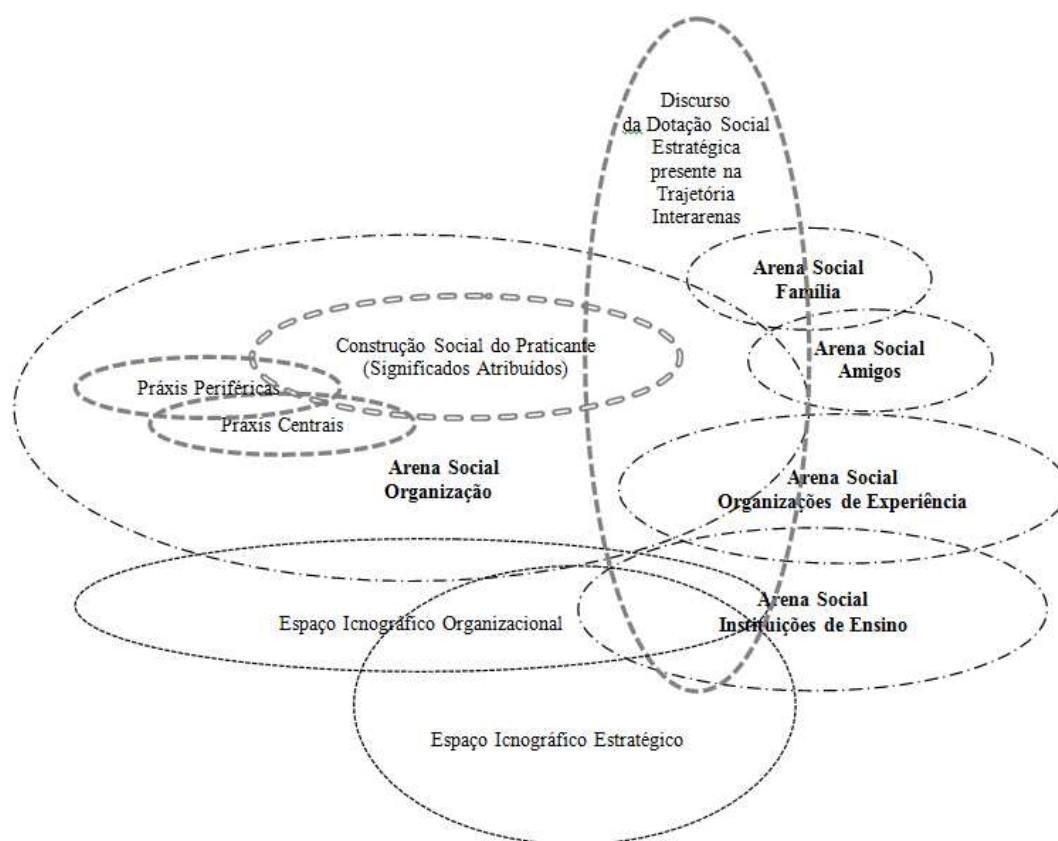 Discurso
da Dotação Social
Estratégica
presente na
Trajetória
Interarenas
Arena Social
Família
Construção Social do Praticante
(Significados Atribuídos)
Arena Social
Amigos
Práxis Periféricas
Práxis Centrais
Arena Social
Organização
Arena Social
Organizações de Experiência
Arena Social
Instituições de Ensino
Espaço Icnográfico Organizacional
Espaço Icnográfico Estratégico